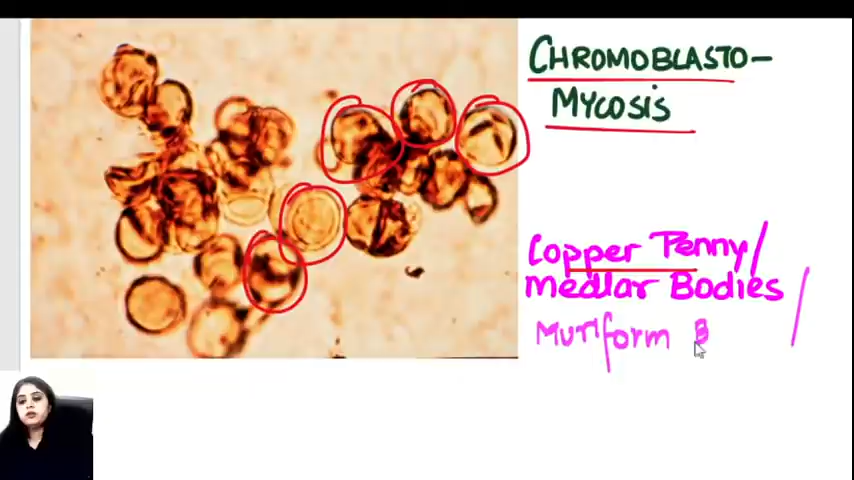 CHROMOBLASTO-
MYCOSIS
Copper Penny/
medlar Bodies /
Muriform B